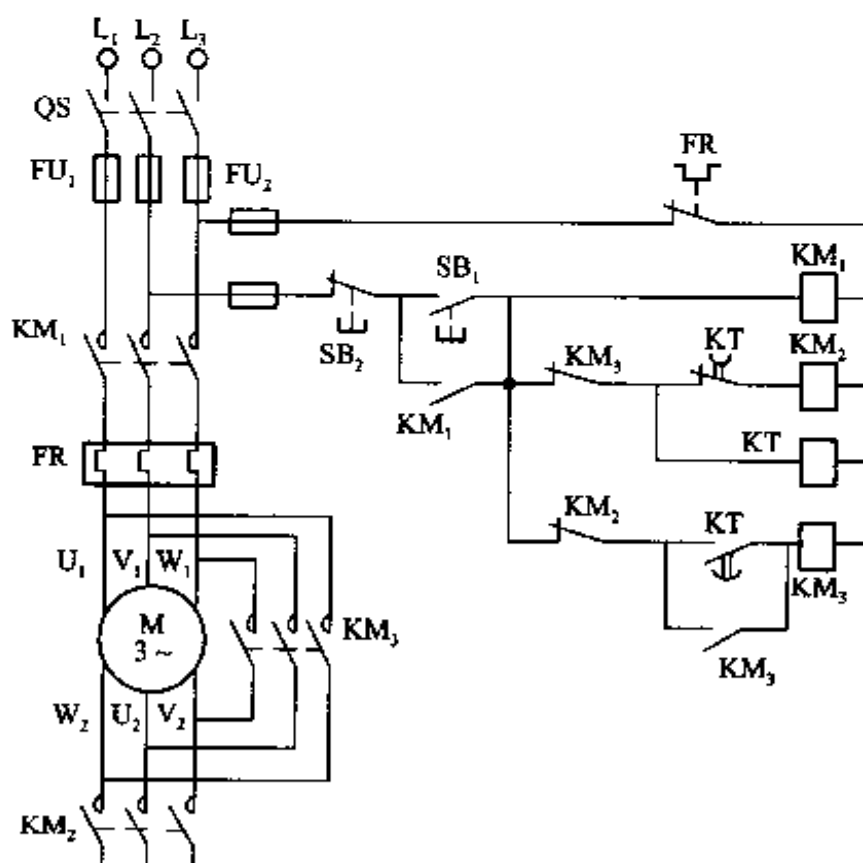 L₁ L₂ L₃
QS
FU₁
FU₂
FR
KM₁
SB₁
SB₂
KM₁
KM₁
KM₃
KT
KM₂
KT
FR
KM₂
KT
KM₃
U₁ V₁ W₁
M
3~
KM₃
KM₃
W₂ U₂ V₂
KM₂